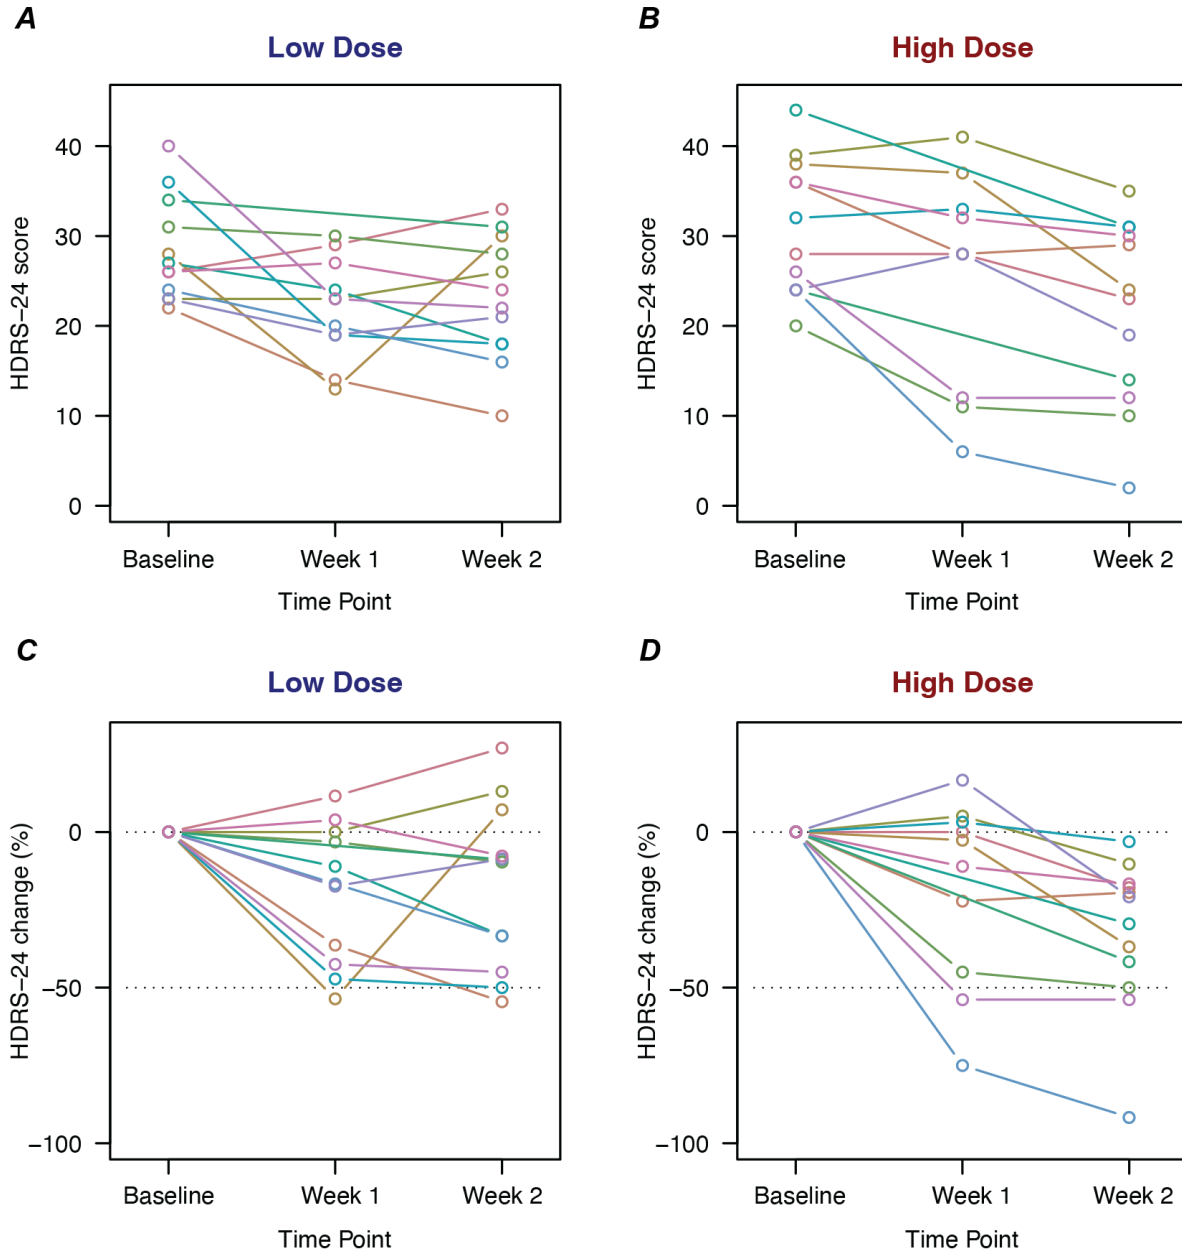 A
Low Dose
HDRS−24 score
40
30
20
10
0
Baseline Week 1 Week 2
Time Point
B
High Dose
HDRS−24 score
40
30
20
10
0
Baseline Week 1 Week 2
Time Point
C
Low Dose
HDRS−24 change (%)
0
−50
−100
Baseline Week 1 Week 2
Time Point
D
High Dose
HDRS−24 change (%)
0
−50
−100
Baseline Week 1 Week 2
Time Point